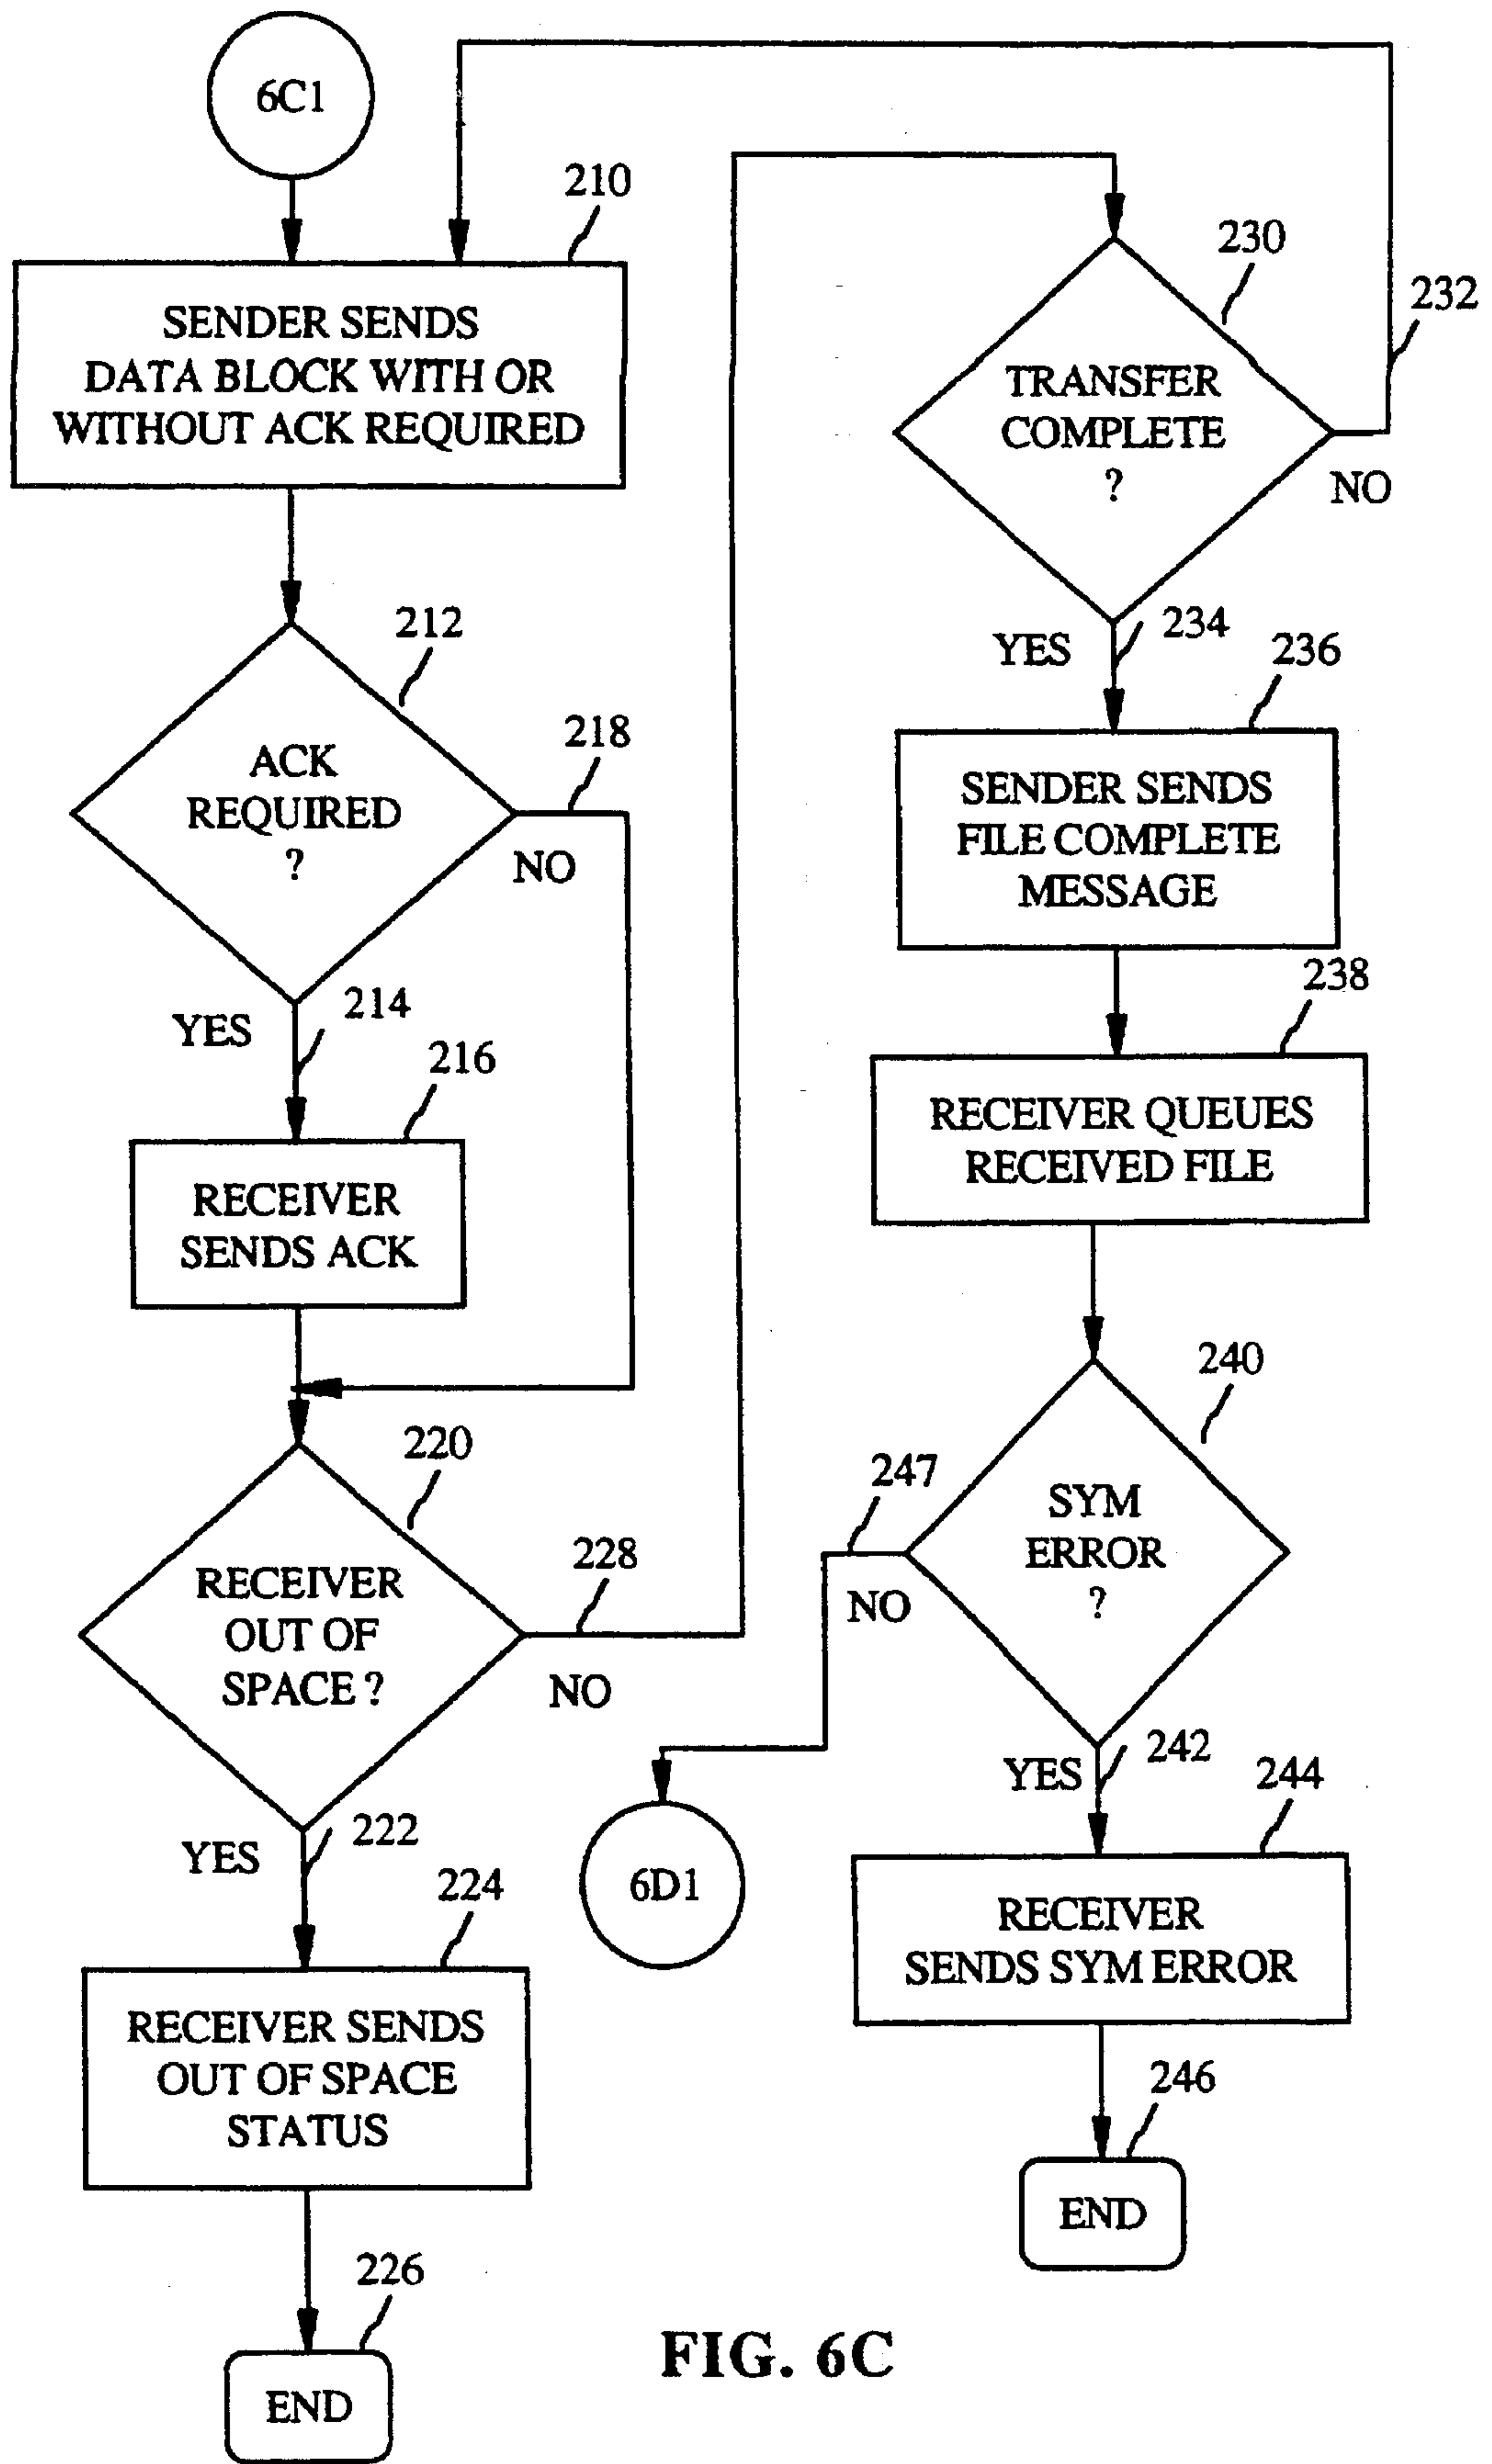 6C1
210
SENDER SENDS
DATA BLOCK WITH OR
WITHOUT ACK REQUIRED
212
ACK
REQUIRED
?
218
NO
YES
214
216
RECEIVER
SENDS ACK
220
RECEIVER
OUT OF
SPACE ?
228
NO
YES
222
224
RECEIVER SENDS
OUT OF SPACE
STATUS
226
END
230
TRANSFER
COMPLETE
?
232
NO
YES
234
236
SENDER SENDS
FILE COMPLETE
MESSAGE
238
RECEIVER QUEUES
RECEIVED FILE
240
SYM
ERROR
?
247
NO
6D1
YES
242
244
RECEIVER
SENDS SYM ERROR
246
END
FIG. 6C